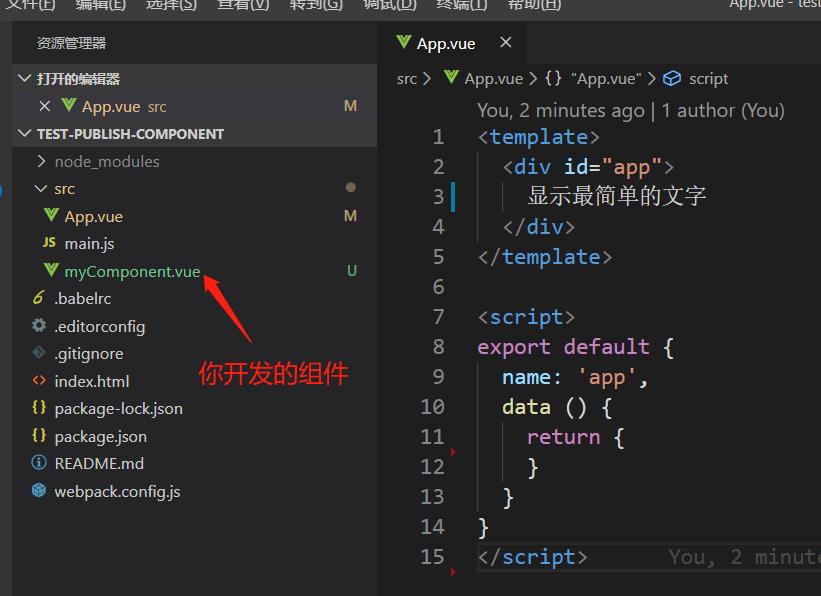 文件(F) 编辑(E) 选择(S) 查看(V) 转到(G) 调试(D) 终端(T) 帮助(H) App.vue - test
资源管理器
打开的编辑器
App.vue src M
TEST-PUBLISH-COMPONENT
node_modules
src
App.vue M
JS main.js
myComponent.vue U
.babelrc
.editorconfig
.gitignore
index.html
package-lock.json
package.json
README.md
webpack.config.js
你开发的组件
App.vue
src > App.vue > {} "App.vue" > script
You, 2 minutes ago | 1 author (You)
1 <template>
2 <div id="app">
3 显示最简单的文字
4 </div>
5 </template>
6
7 <script>
8 export default {
9 name: 'app',
10 data () {
11 return {
12 }
13 }
14 }
15 </script> You, 2 minute